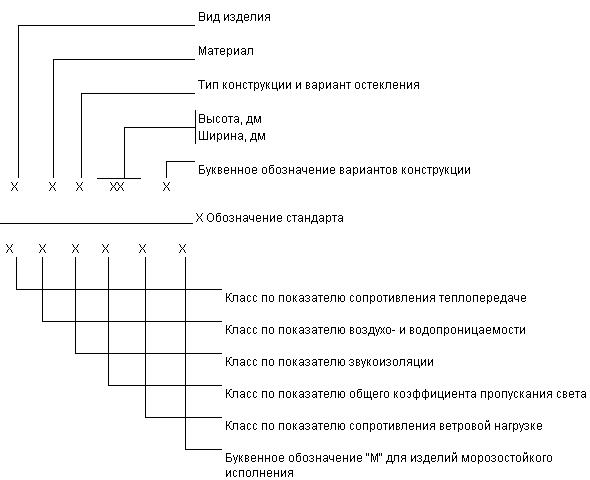 Вид изделия
Материал
Тип конструкции и вариант остекления
Высота, дм
Ширина, дм
Буквенное обозначение вариантов конструкции
X X X XX X
X Обозначение стандарта
X X X X X X
Класс по показателю сопротивления теплопередаче
Класс по показателю воздухо- и водопроницаемости
Класс по показателю звукоизоляции
Класс по показателю общего коэффициента пропускания света
Класс по показателю сопротивления ветровой нагрузке
Буквенное обозначение "М" для изделий морозостойкого
исполнения